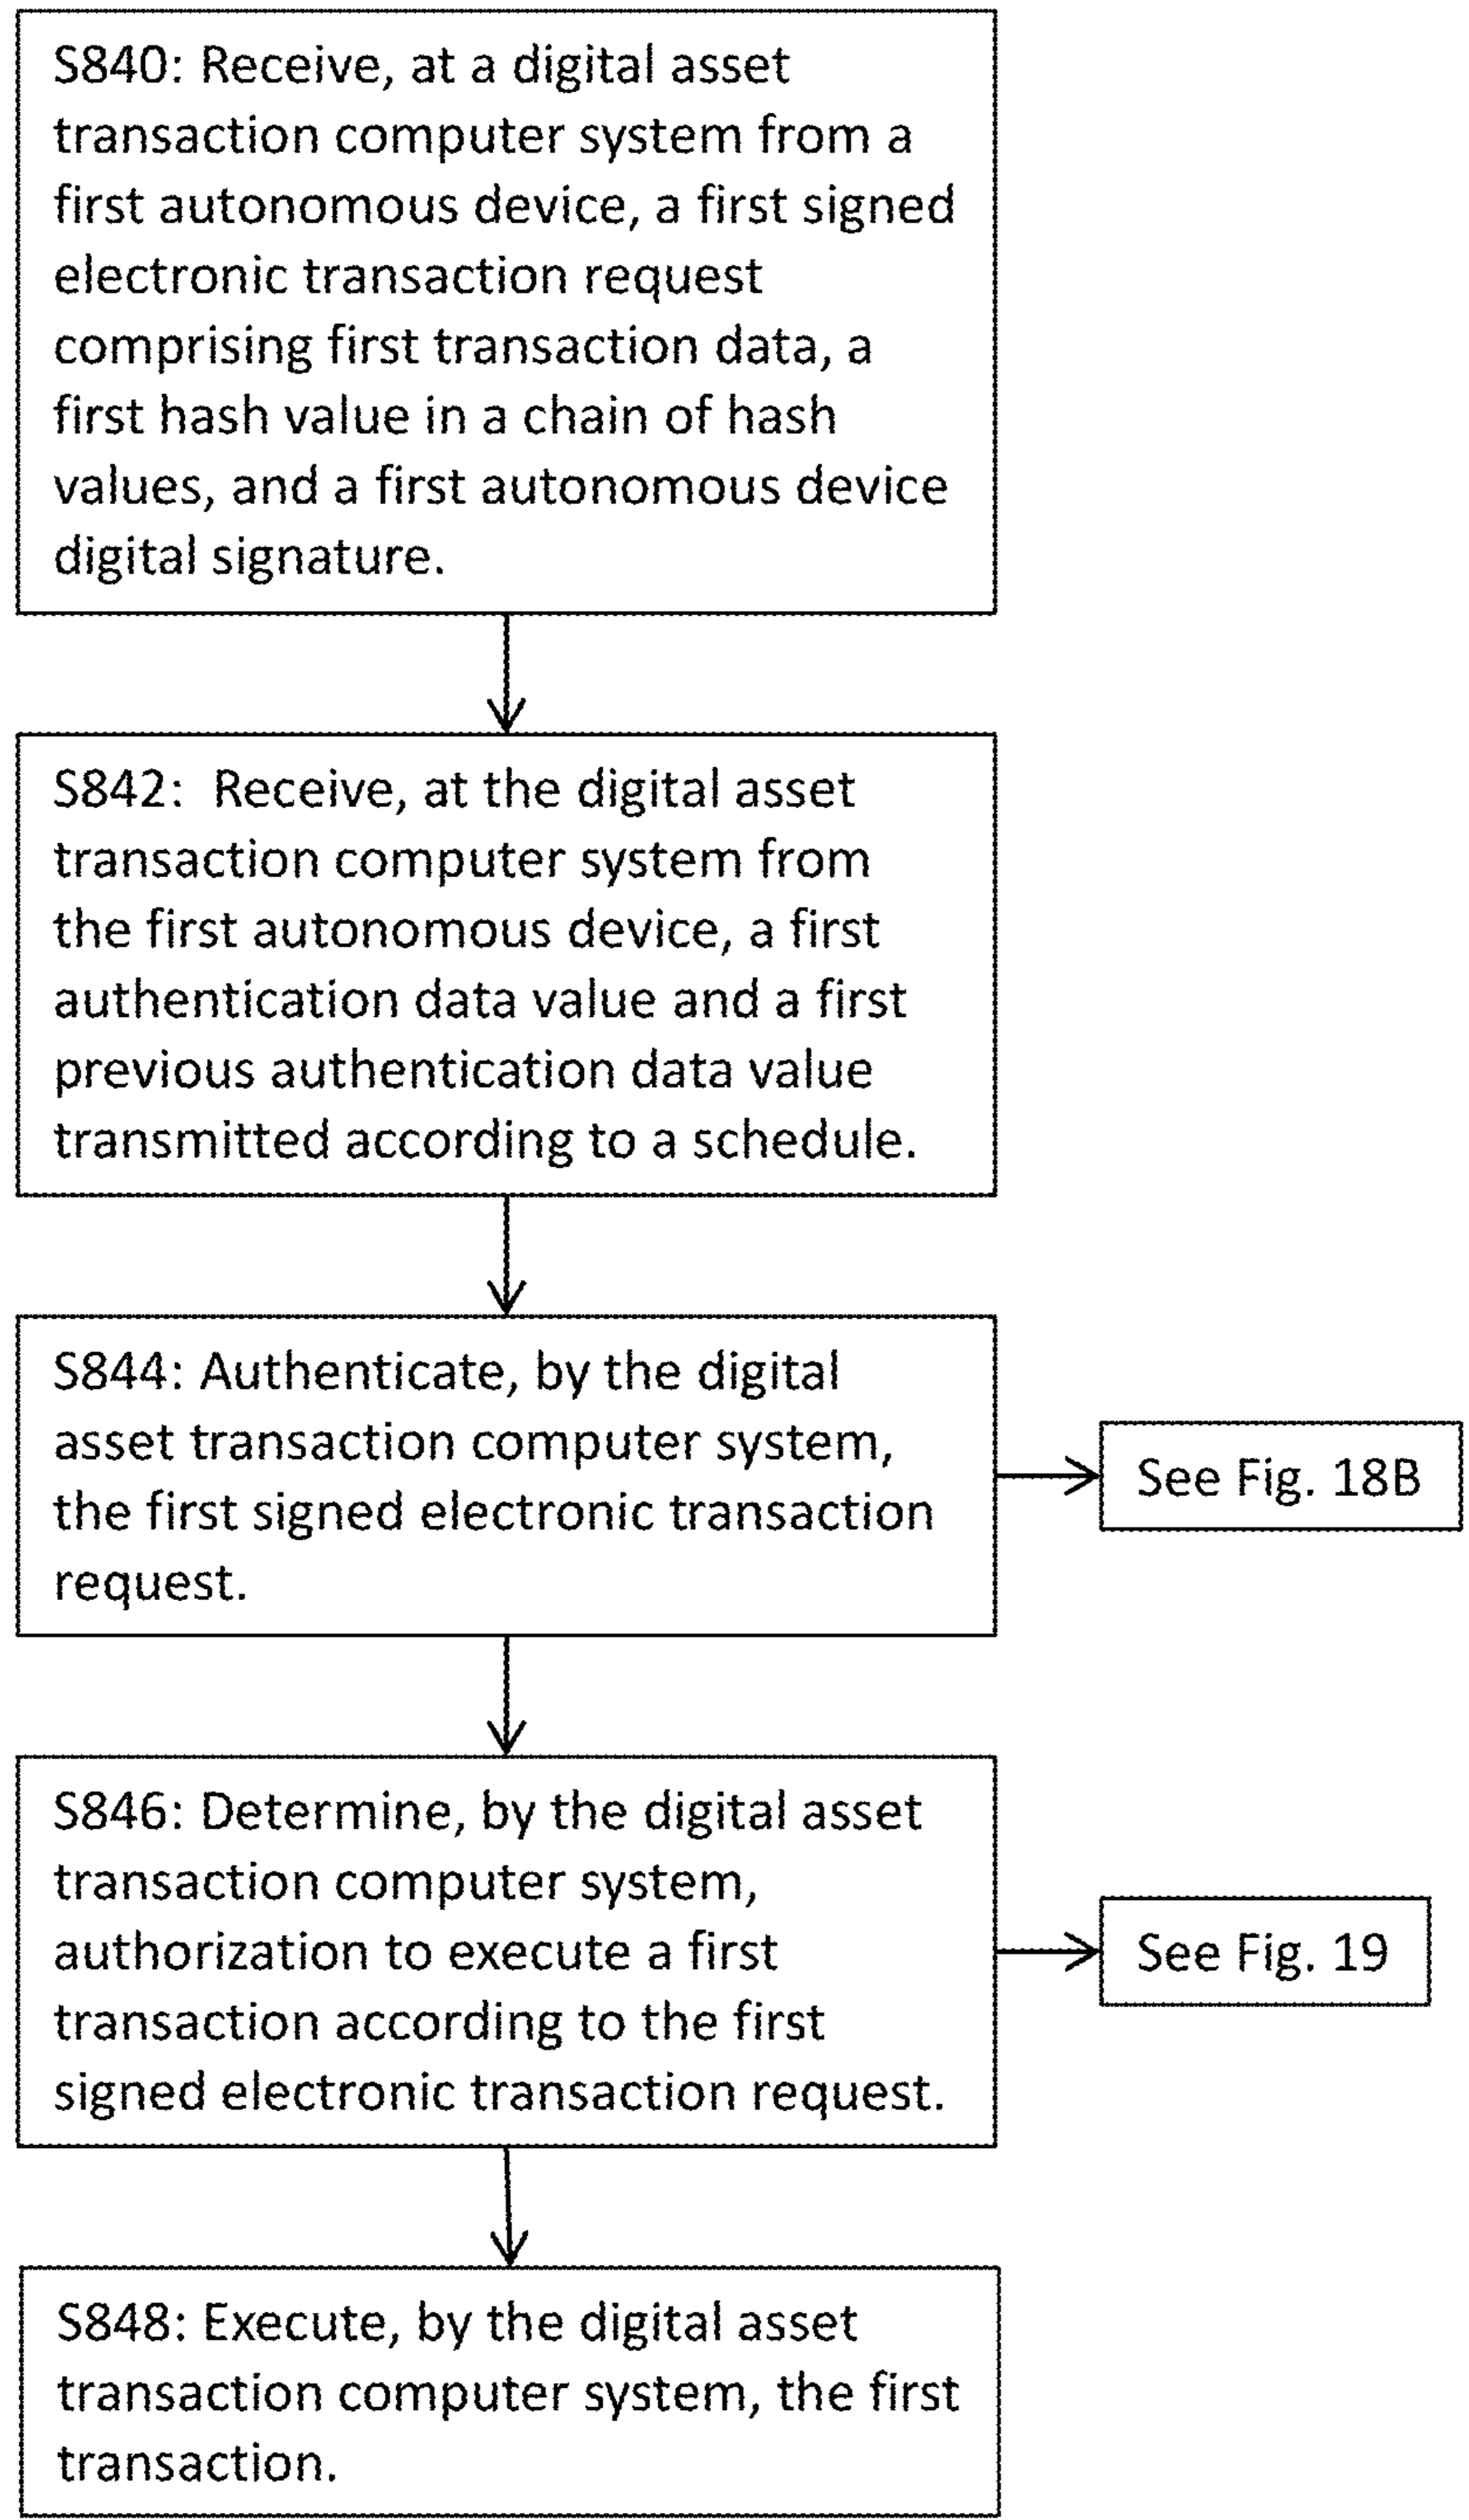 S840: Receive, at a digital asset
transaction computer system from a
first autonomous device, a first signed
electronic transaction request
comprising first transaction data, a
first hash value in a chain of hash
values, and a first autonomous device
digital signature.
S842:  Receive, at the digital asset
transaction computer system from
the first autonomous device, a first
authentication data value and a first
previous authentication data value
transmitted according to a schedule.
S844: Authenticate, by the digital
asset transaction computer system,
the first signed electronic transaction
request.
See Fig. 18B
S846: Determine, by the digital asset
transaction computer system,
authorization to execute a first
transaction according to the first
signed electronic transaction request.
See Fig. 19
S848: Execute, by the digital asset
transaction computer system, the first
transaction.